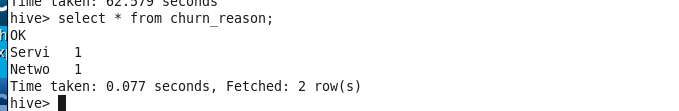 Time taken: 62.579 seconds
hive> select * from churn_reason;
OK
Servi   1
Netwo   1
Time taken: 0.077 seconds, Fetched: 2 row(s)
hive>